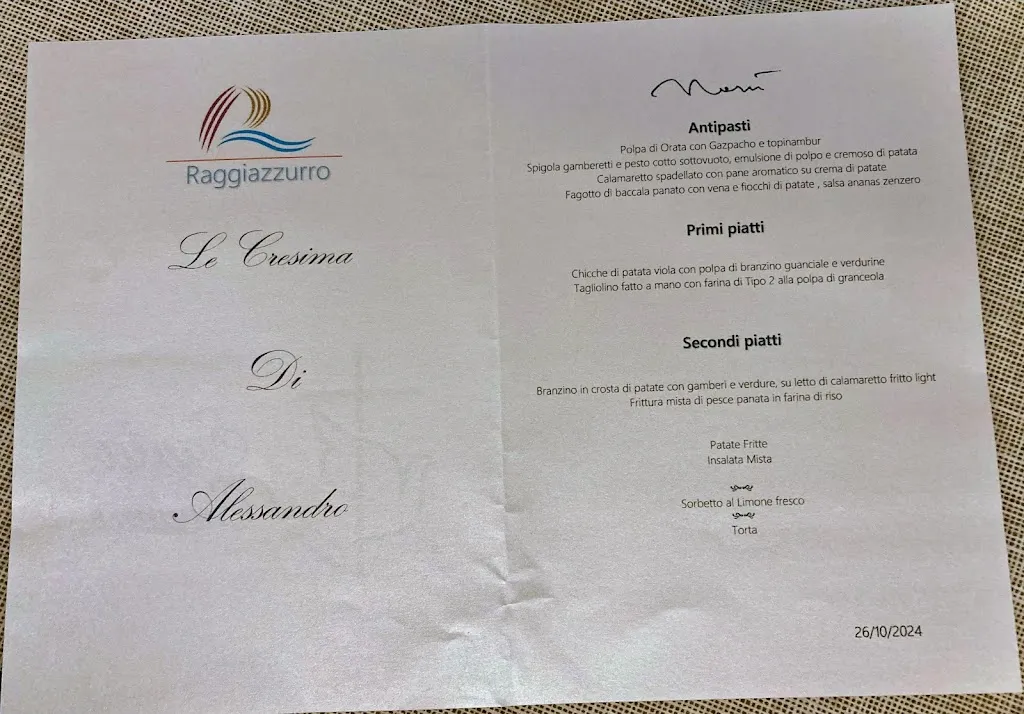 Raggiazzurro
Le Cresima
Di
Alessandro
Menù
Antipasti
Polpa di Orata con Gazpacho e topinambur
Spigola gamberetti e pesto cotto sottovuoto, emulsione di polpo e cremoso di patata
Calamaretto spadellato con pane aromatico su crema di patate
Fagotto di baccala panato con vena e fiocchi di patate , salsa ananas zenzero
Primi piatti
Chicche di patata viola con polpa di branzino guanciale e verdurine
Tagliolino fatto a mano con farina di Tipo 2 alla polpa di granceola
Secondi piatti
Branzino in crosta di patate con gamberi e verdure, su letto di calamaretto fritto light
Frittura mista di pesce panata in farina di riso
Patate Fritte
Insalata Mista
Sorbetto al Limone fresco
Torta
26/10/2024